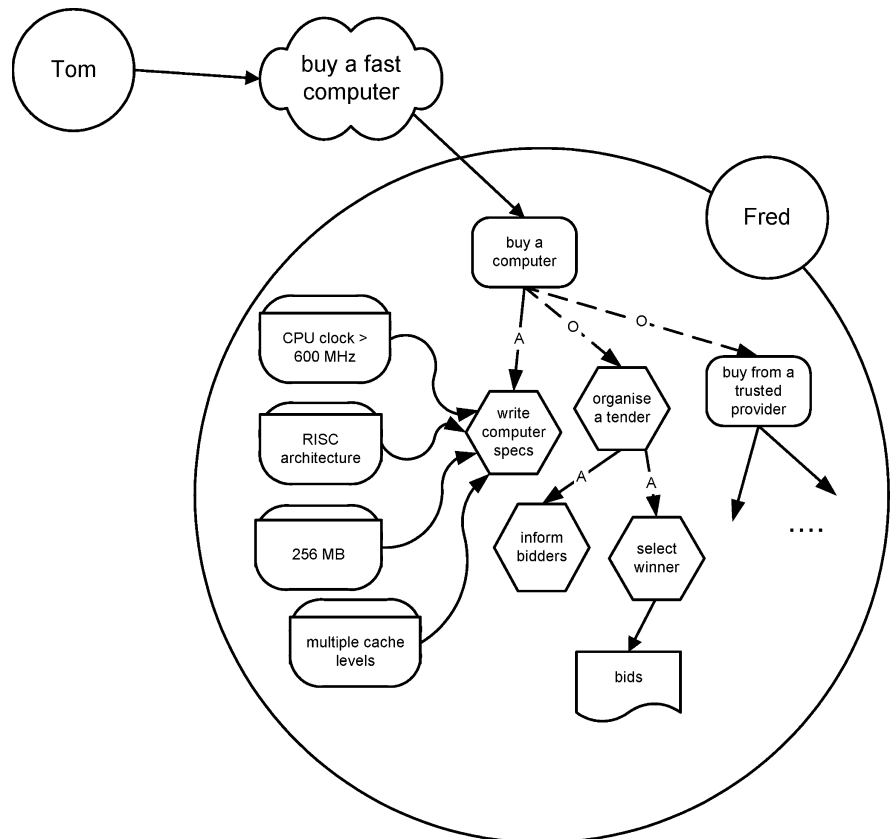 Tom
buy a fast
computer
Fred
buy a
computer
A
O
O
CPU clock >
600 MHz
RISC
architecture
256 MB
multiple cache
levels
write
computer
specs
organise
a tender
buy from a
trusted
provider
A
A
inform
bidders
select
winner
....
bids